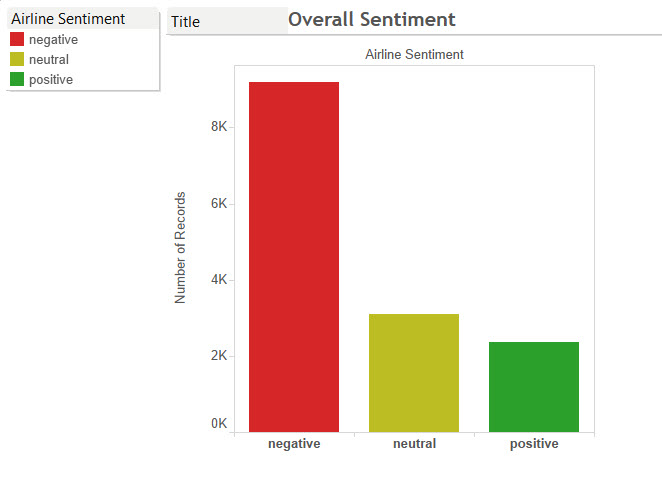 Airline Sentiment
negative
neutral
positive
Title
Overall Sentiment
Airline Sentiment
Number of Records
8K
6K
4K
2K
0K
negative
neutral
positive